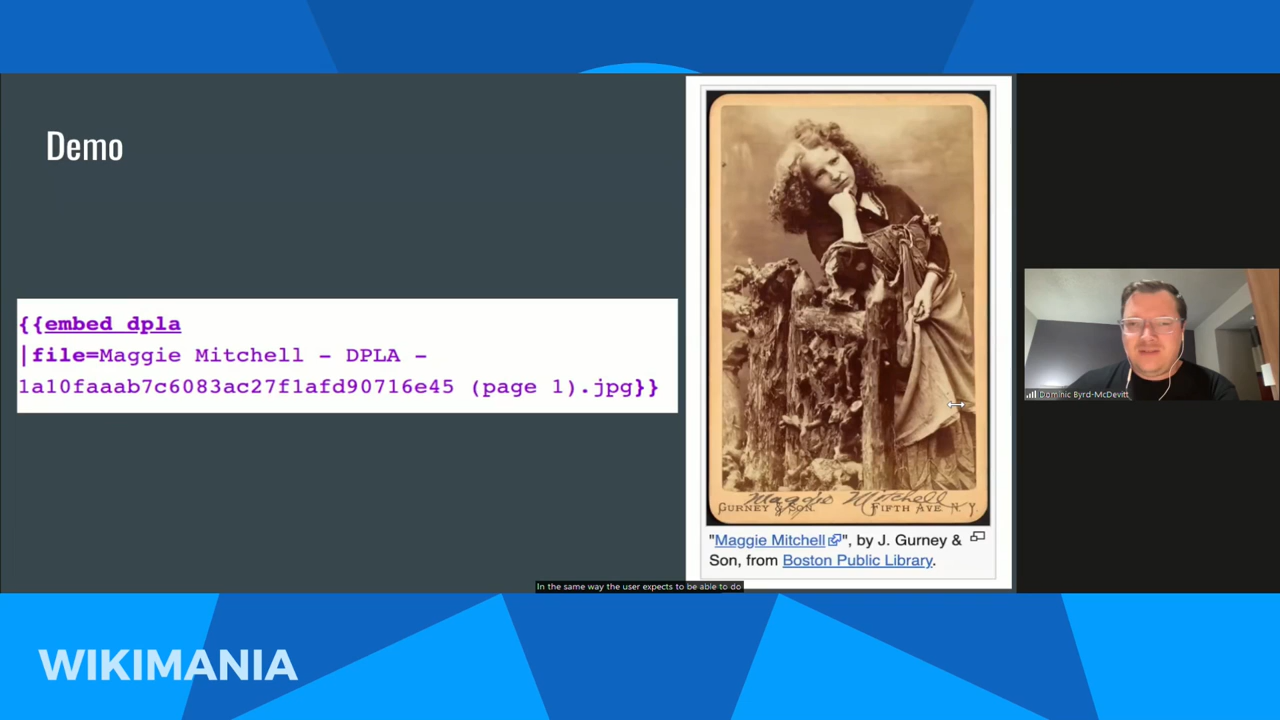 Demo
{{embed dpla
|file=Maggie Mitchell - DPLA -
1a10faaab7c6083ac27f1afd90716e45 (page 1).jpg}}
Maggie Mitchell
GURNEY & SON. FIFTH AVE N.Y.
"Maggie Mitchell", by J. Gurney &
Son, from Boston Public Library.
Dominic Byrd-McDevitt
In the same way the user expects to be able to do
WIKIMANIA